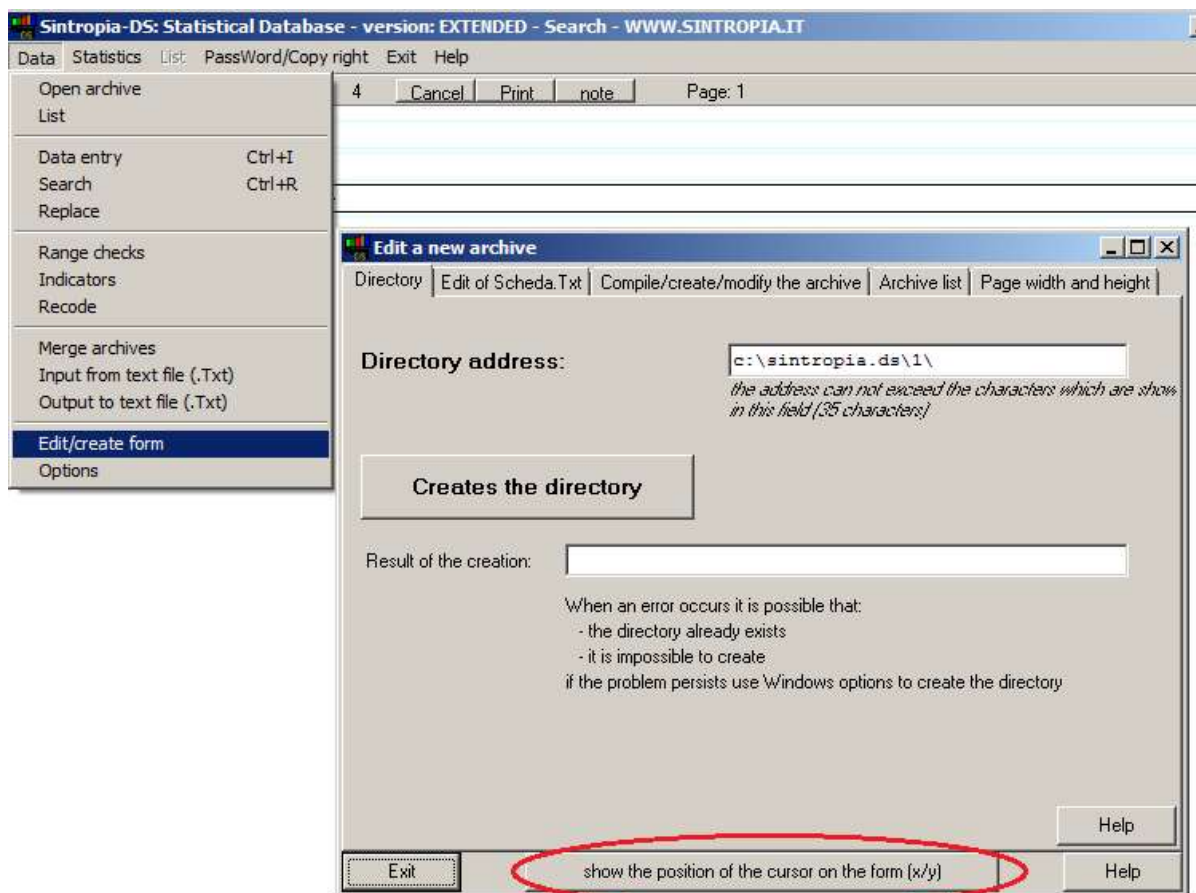 Sintropia-DS: Statistical Database - version: EXTENDED - Search - WWW.SINTROPIA.IT
Data Statistics List PassWord/Copy right Exit Help
Open archive
List
Data entry Ctrl+I
Search Ctrl+R
Replace
Range checks
Indicators
Recode
Merge archives
Input from text file (.Txt)
Output to text file (.Txt)
Edit/create form
Options
4 Cancel Print note Page: 1
Edit a new archive
Directory Edit of Scheda.Txt Compile/create/modify the archive Archive list Page width and height
Directory address: c:\sintropia.ds\1\
the address can not exceed the characters which are show
in this field (35 characters)
Creates the directory
Result of the creation:
When an error occurs it is possible that:
- the directory already exists
- it is impossible to create
if the problem persists use Windows options to create the directory
Help
Exit show the position of the cursor on the form (x/y) Help